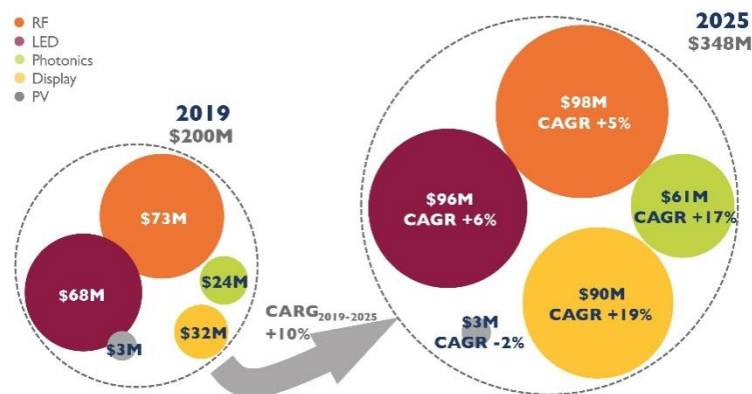 RF
LED
Photonics
Display
PV
2019
$200M
$73M
$68M
$24M
$32M
$3M
CARG2019-2025
+10%
2025
$348M
$98M
CAGR +5%
$96M
CAGR +6%
$61M
CAGR +17%
$90M
CAGR +19%
$3M
CAGR -2%